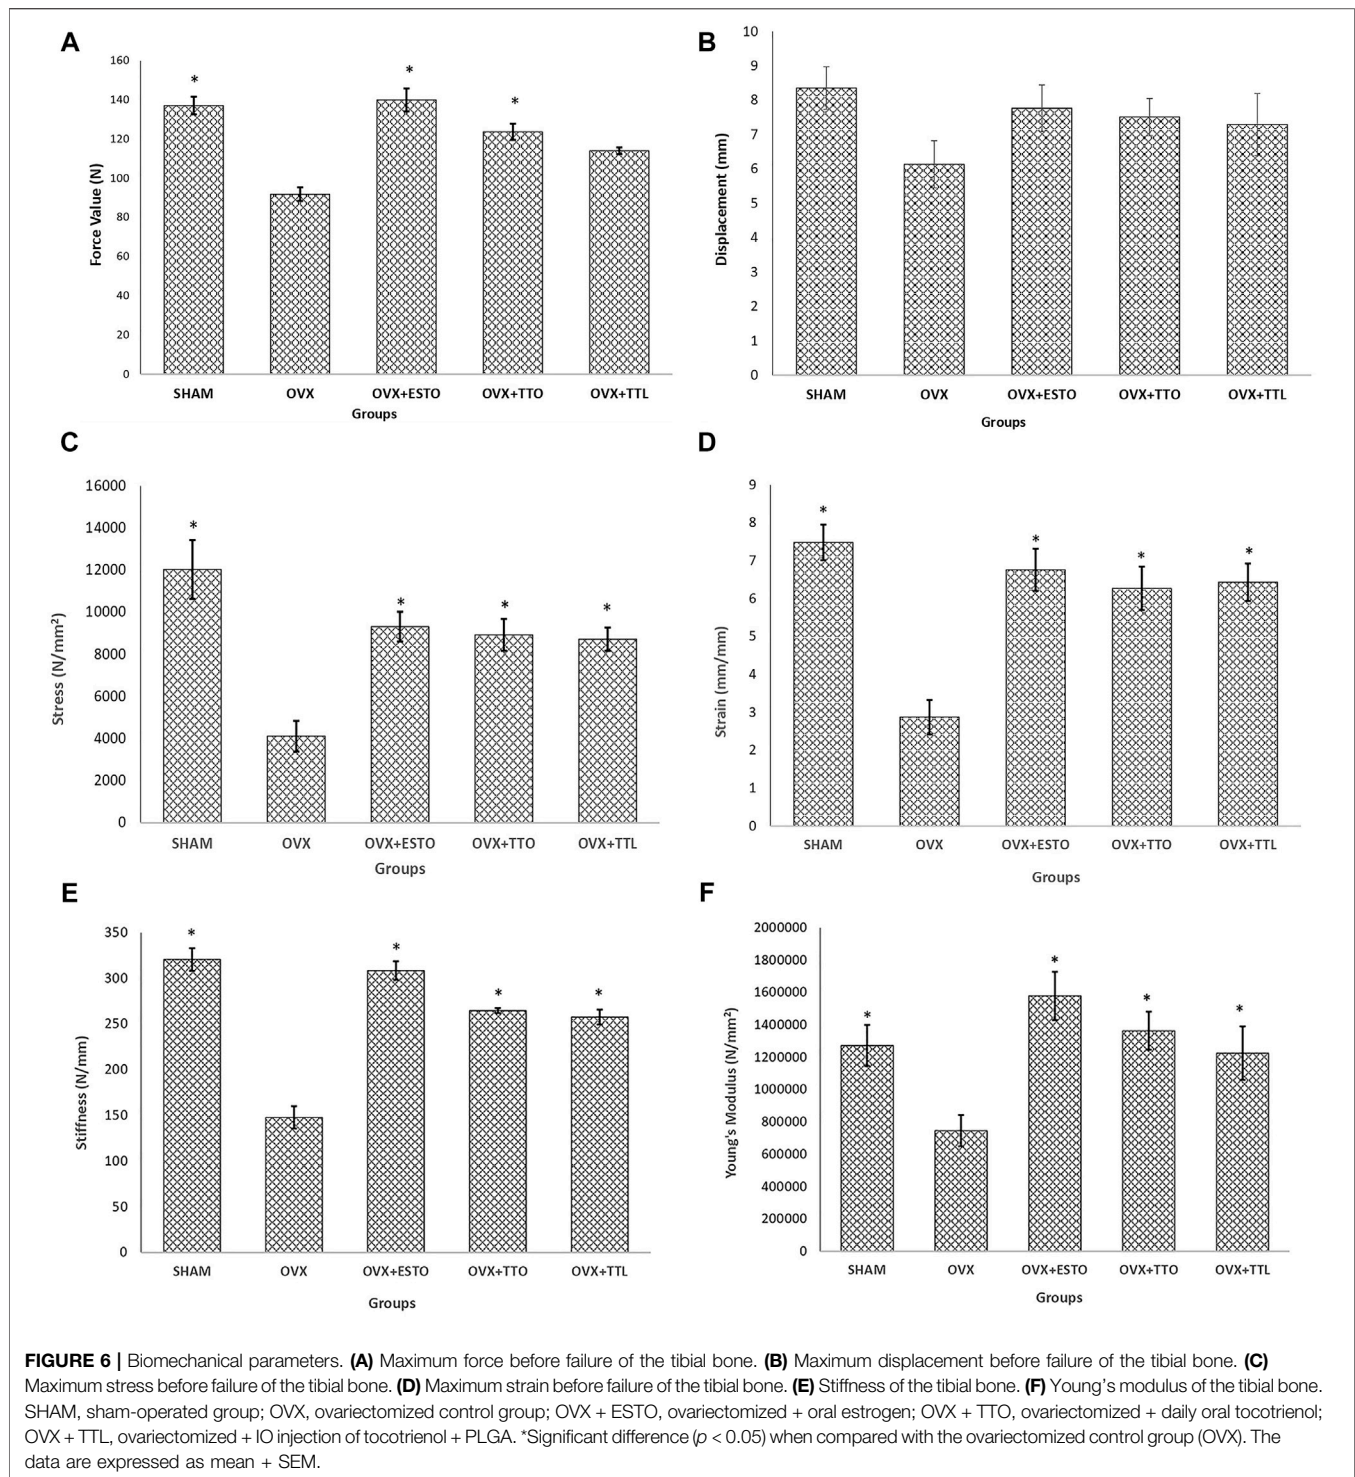 A
160
140
120
100
80
60
40
20
0
Force Value (N)
*
*
*
SHAM OVX OVX+ESTO OVX+TTO OVX+TTL
Groups
B
10
9
8
7
6
5
4
3
2
1
0
Displacement (mm)
SHAM OVX OVX+ESTO OVX+TTO OVX+TTL
Groups
C
16000
14000
12000
10000
8000
6000
4000
2000
0
Stress (N/mm²)
*
*
*
*
SHAM OVX OVX+ESTO OVX+TTO OVX+TTL
Groups
D
9
8
7
6
5
4
3
2
1
0
Strain (mm/mm)
*
*
*
*
SHAM OVX OVX+ESTO OVX+TTO OVX+TTL
Groups
E
350
300
250
200
150
100
50
0
Stiffness (N/mm)
*
*
*
*
SHAM OVX OVX+ESTO OVX+TTO OVX+TTL
Groups
F
2000000
1800000
1600000
1400000
1200000
1000000
800000
600000
400000
200000
0
Young's Modulus (N/mm²)
*
*
*
*
SHAM OVX OVX+ESTO OVX+TTO OVX+TTL
Groups
FIGURE 6 | Biomechanical parameters. (A) Maximum force before failure of the tibial bone. (B) Maximum displacement before failure of the tibial bone. (C)
Maximum stress before failure of the tibial bone. (D) Maximum strain before failure of the tibial bone. (E) Stiffness of the tibial bone. (F) Young's modulus of the tibial bone.
SHAM, sham-operated group; OVX, ovariectomized control group; OVX + ESTO, ovariectomized + oral estrogen; OVX + TTO, ovariectomized + daily oral tocotrienol;
OVX + TTL, ovariectomized + IO injection of tocotrienol + PLGA. *Significant difference (p < 0.05) when compared with the ovariectomized control group (OVX). The
data are expressed as mean + SEM.